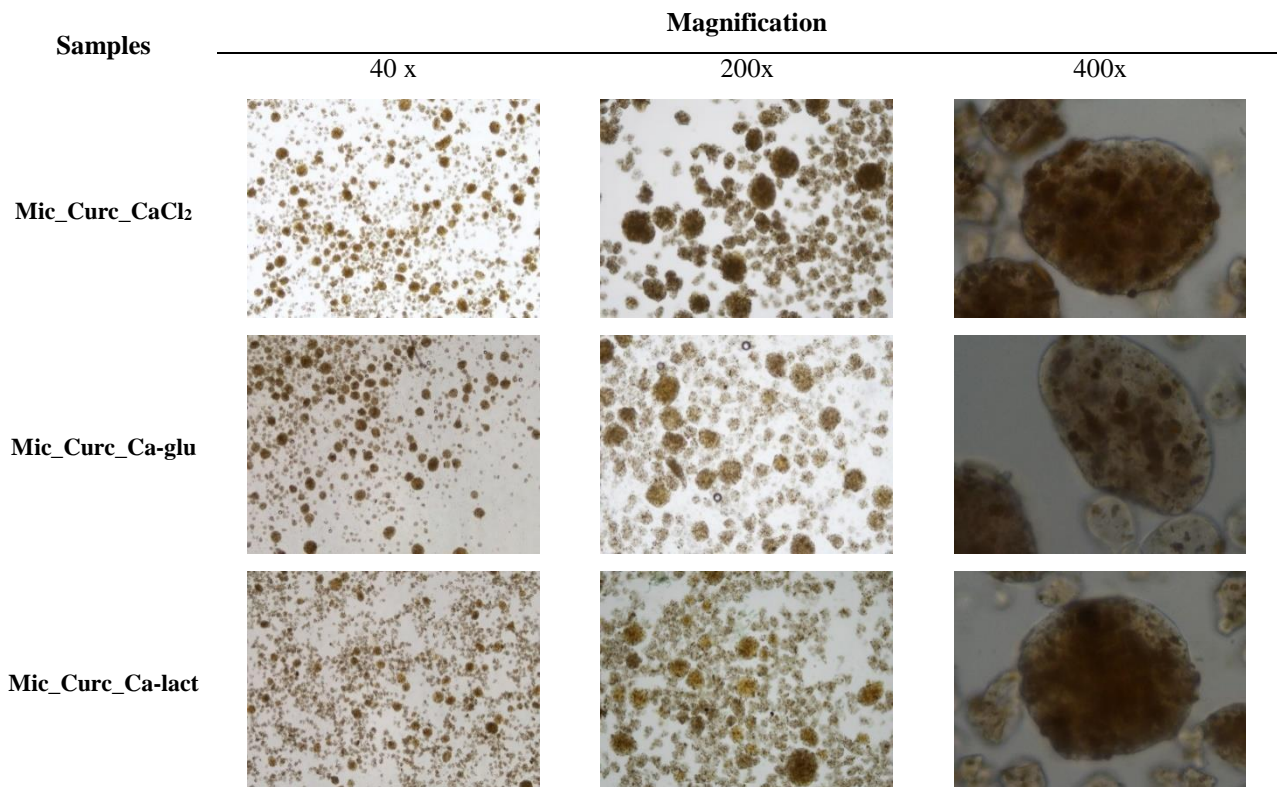 Samples
Magnification
40 x
200x
400x
Mic_Curc_CaCl₂
Mic_Curc_Ca-glu
Mic_Curc_Ca-lact